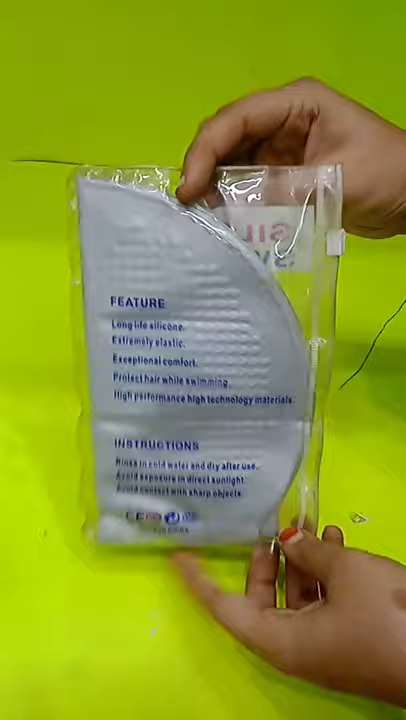 FEATURE
Long life silicone.
Extremely elastic.
Exceptional comfort.
Protect hair while swimming
High performance high technology materials.
INSTRUCTIONS
Rinse in cold water and dry after use.
Avoid exposure in direct sunlight.
Avoid contact with sharp objects